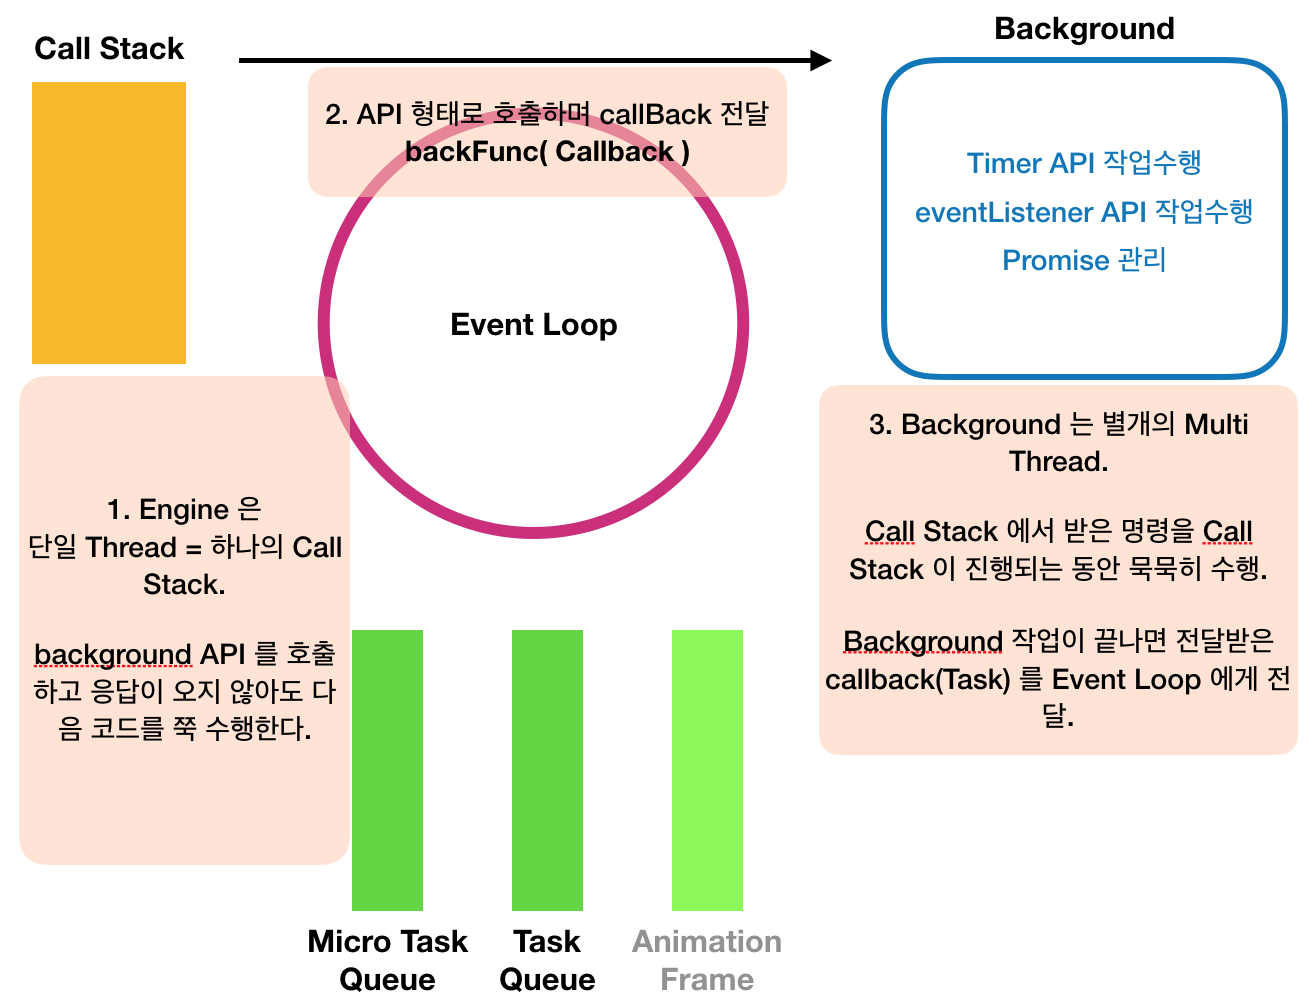 Call Stack
Background
2. API 형태로 호출하며 callBack 전달
backFunc( Callback )
Timer API 작업수행
eventListener API 작업수행
Promise 관리
Event Loop
1. Engine 은
단일 Thread = 하나의 Call
Stack.
background API 를 호출
하고 응답이 오지 않아도 다
음 코드를 쭉 수행한다.
3. Background 는 별개의 Multi
Thread.
Call Stack 에서 받은 명령을 Call
Stack 이 진행되는 동안 묵묵히 수행.
Background 작업이 끝나면 전달받은
callback(Task) 를 Event Loop 에게 전
달.
Micro Task
Queue
Task
Queue
Animation
Frame